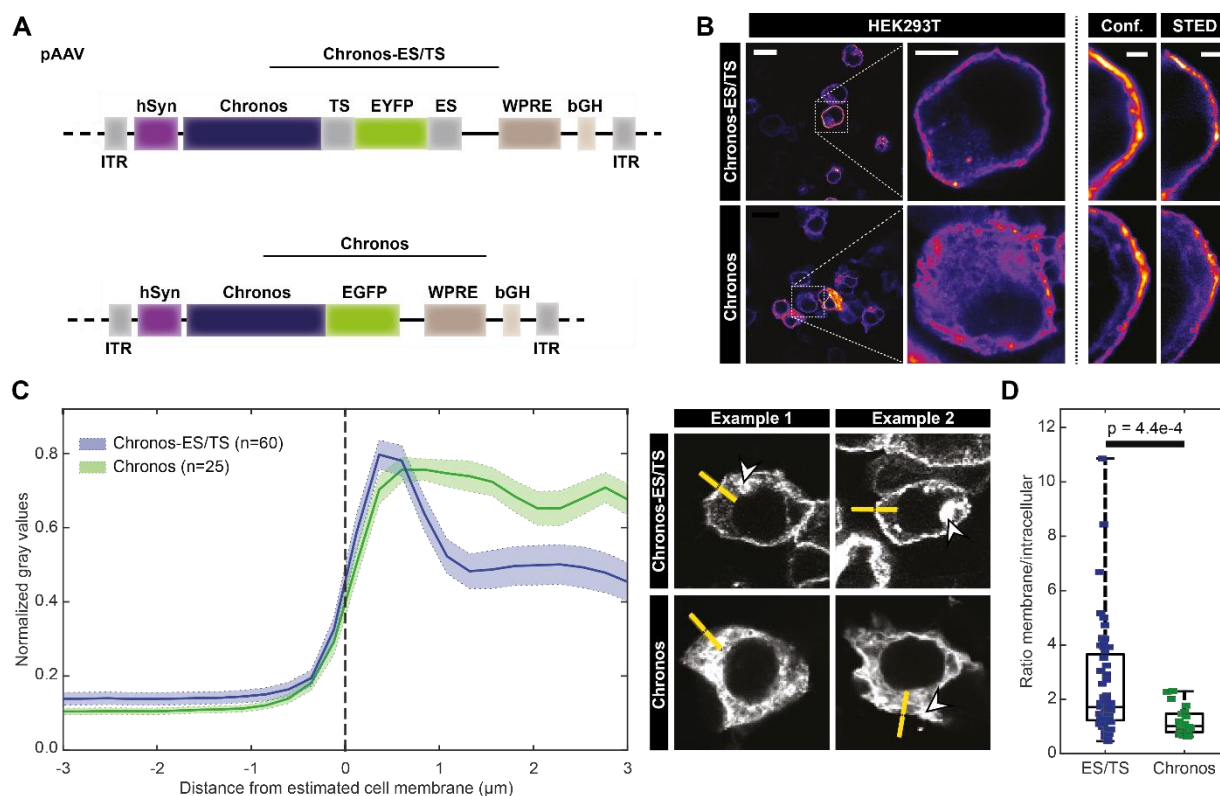 A
pAAV
Chronos-ES/TS
hSyn Chronos TS EYFP ES WPRE bGH
ITR ITR
Chronos
hSyn Chronos EGFP WPRE bGH
ITR ITR
B
HEK293T Conf. STED
Chronos-ES/TS
Chronos
C
Normalized gray values
0.8
0.6
0.4
0.2
0.0
Chronos-ES/TS (n=60)
Chronos (n=25)
-3 -2 -1 0 1 2 3
Distance from estimated cell membrane (µm)
Example 1 Example 2
Chronos-ES/TS
Chronos
D
Ratio membrane/intracellular
12
10
8
6
4
2
0
p = 4.4e-4
ES/TS Chronos